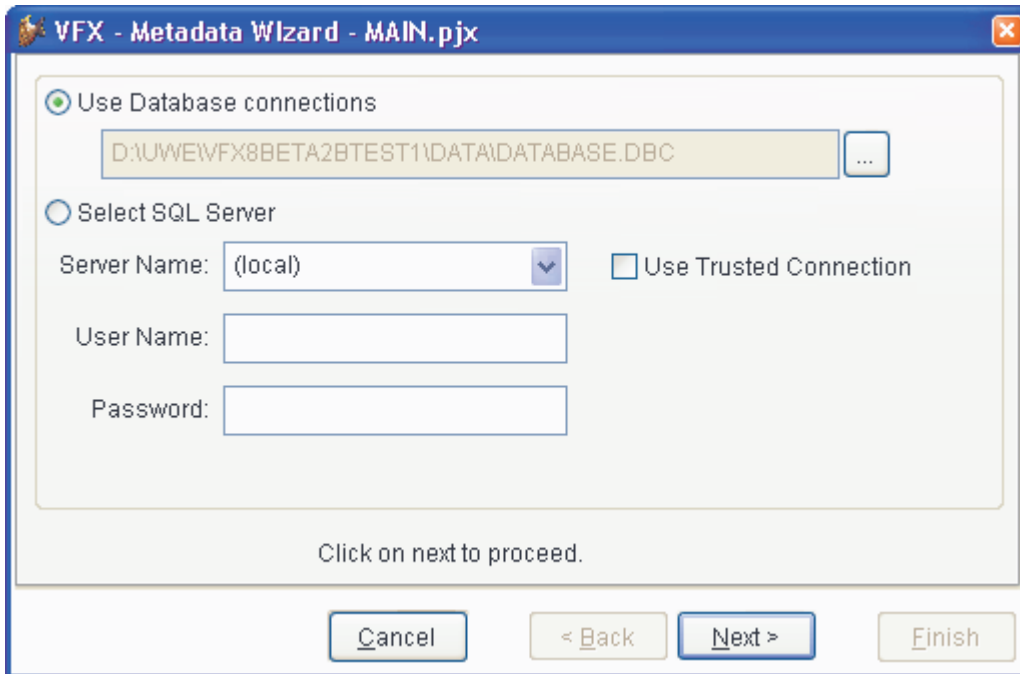 VFX - Metadata WIzard - MAIN.pjx
Use Database connections
D:\UWE\VFX8BETA2BTEST1\DATA\DATABASE.DBC
...
Select SQL Server
Server Name: (local)
Use Trusted Connection
User Name:
Password:
Click on next to proceed.
Cancel < Back Next > Finish